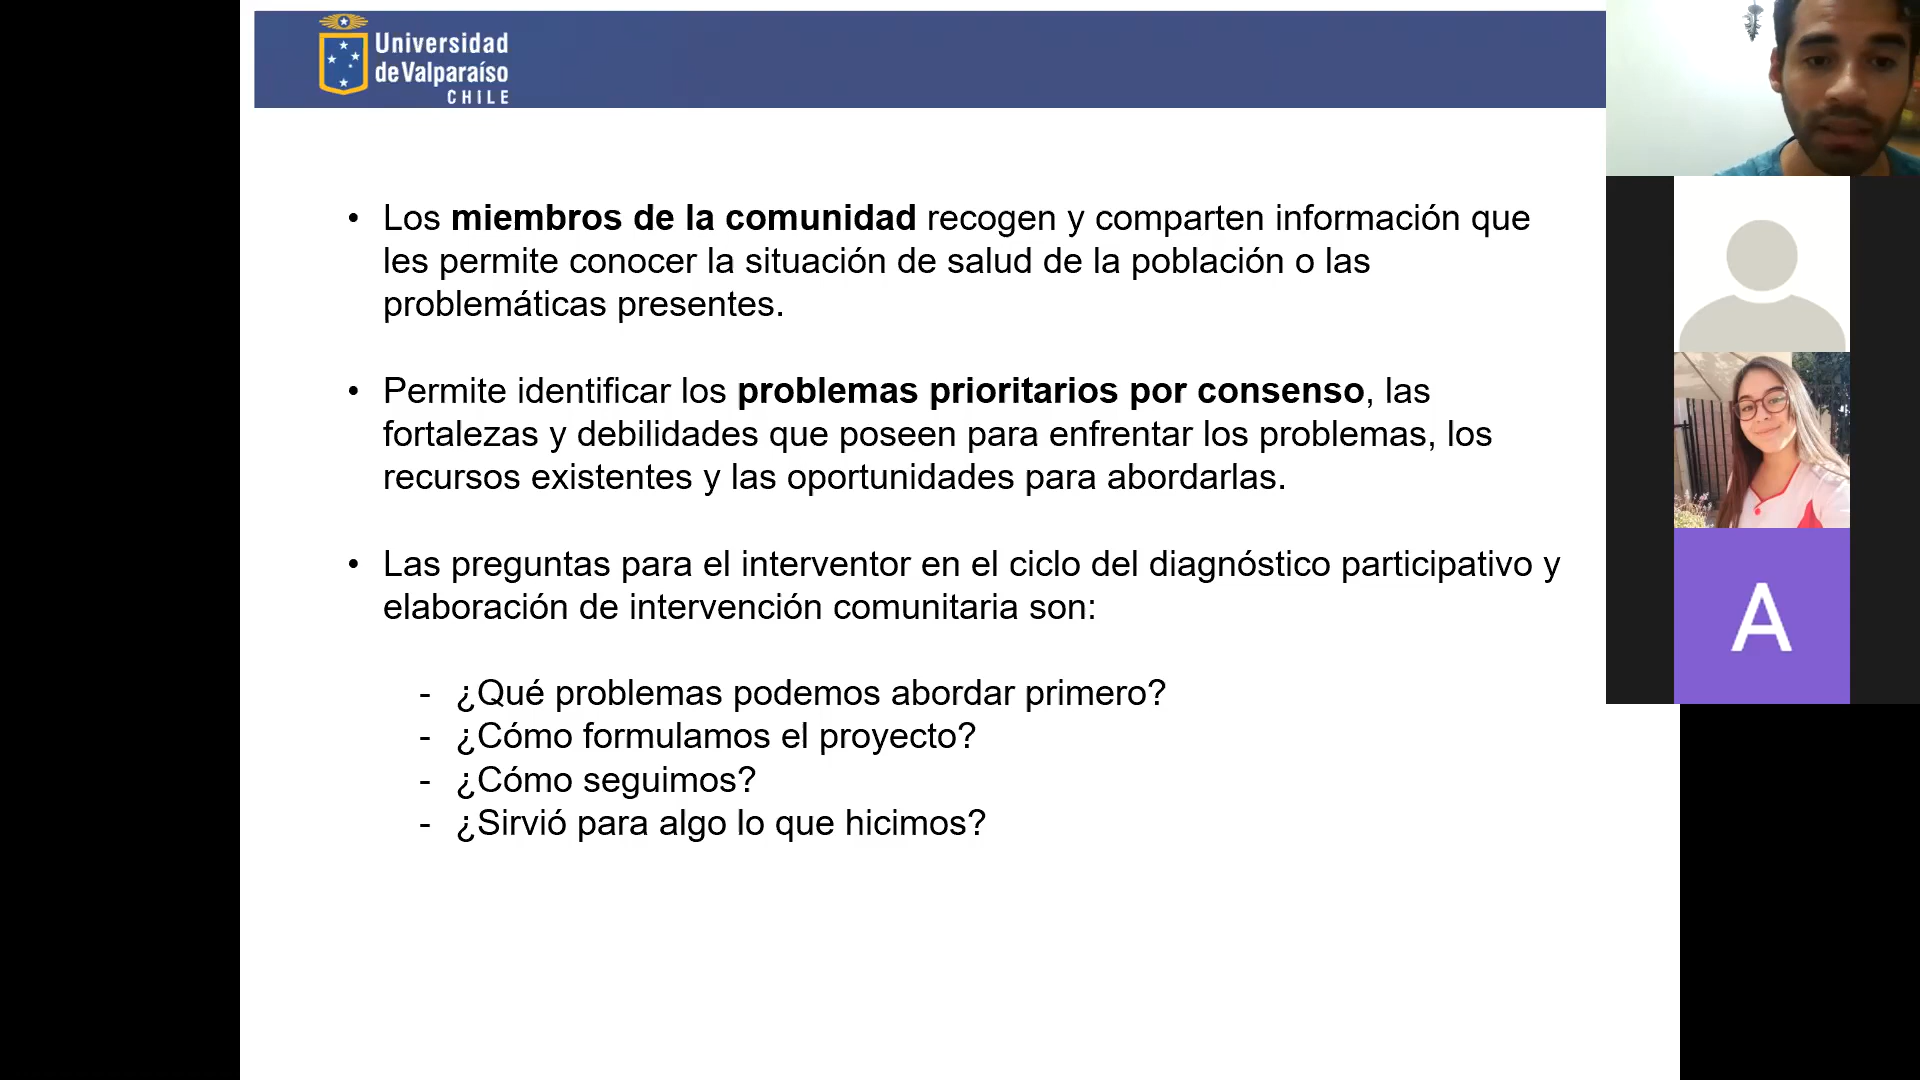 Universidad
de Valparaíso
CHILE
• Los miembros de la comunidad recogen y comparten información que
les permite conocer la situación de salud de la población o las
problemáticas presentes.
• Permite identificar los problemas prioritarios por consenso, las
fortalezas y debilidades que poseen para enfrentar los problemas, los
recursos existentes y las oportunidades para abordarlas.
• Las preguntas para el interventor en el ciclo del diagnóstico participativo y
elaboración de intervención comunitaria son:
- ¿Qué problemas podemos abordar primero?
- ¿Cómo formulamos el proyecto?
- ¿Cómo seguimos?
- ¿Sirvió para algo lo que hicimos?
A